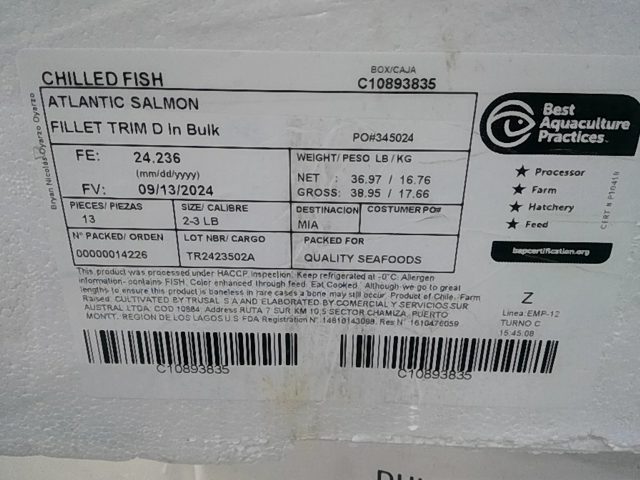 BOX/CAJA
CHILLED FISH C10893835
ATLANTIC SALMON
FILLET TRIM D In Bulk PO#345024
FE: 24.236
(mm/dd/yyyy)
FV: 09/13/2024
WEIGHT/ PESO LB/KG
NET : 36.97 / 16.76
GROSS: 38.95 / 17.66
PIECES/ PIEZAS SIZE/ CALIBRE DESTINACION COSTUMER PO#
13 2-3 LB MIA
N° PACKED/ ORDEN LOT NBR/ CARGO PACKED FOR
00000014226 TR2423502A QUALITY SEAFOODS
This product was processed under HACCP. Inspection: Keep refrigerated at -0°C. Allergen
information- contains: FISH. Color enhanced through feed. Eat Cooked. Although we go to great
lengths to ensure this product is boneless in rare cases a bone may still occur. Product of Chile. Farm
Raised. CULTIVATED BY TRUSAL S A AND ELABORATED BY COMERCIAL Y SERVICIOS SUR
AUSTRAL LTDA. COD 10884. Address RUTA 7 SUR KM 10,5 SECTOR CHAMIZA, PUERTO
MONTT, REGION DE LOS LAGOS U.S FDA Registration N°: Res N° 1610476059
C10893835
C10893835
Bryan Nicolas Oyarzo Oyarzo
Best
Aquaculture
Practices.
★ Processor
★ Farm
★ Hatchery
★ Feed
CERT # P10418
bapcertification.org
Z
Linea: EMP-12
TURNO C
15:45:08